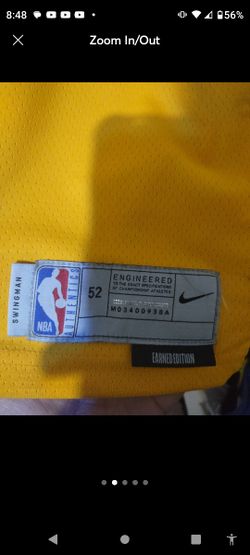 8:48
56%
Zoom In/Out
SWINGMAN
NBA
AUTHENTICS
52
ENGINEERED
TO THE EXACT SPECIFICATIONS
OF CHAMPIONSHIP ATHLETES
M03400938A
EARNED EDITION